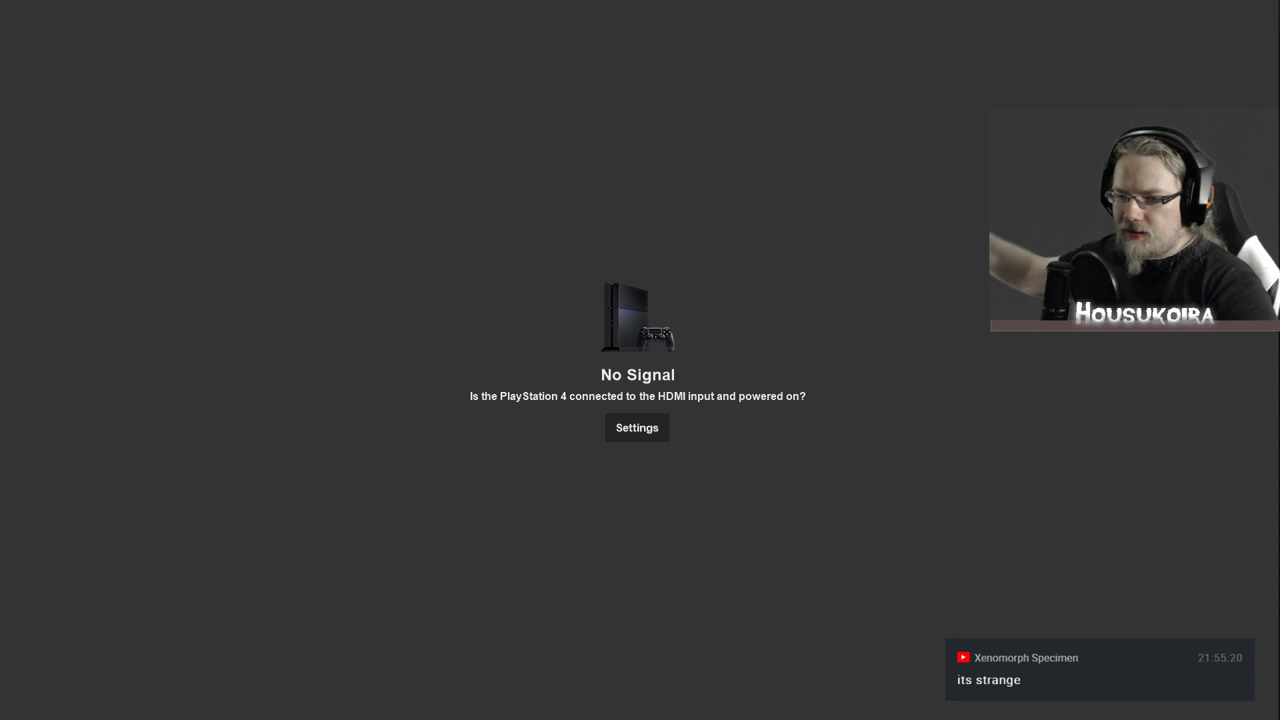 HOUSUKOIRA
No Signal
Is the PlayStation 4 connected to the HDMI input and powered on?
Settings
Xenomorph Specimen 21:55:20
its strange